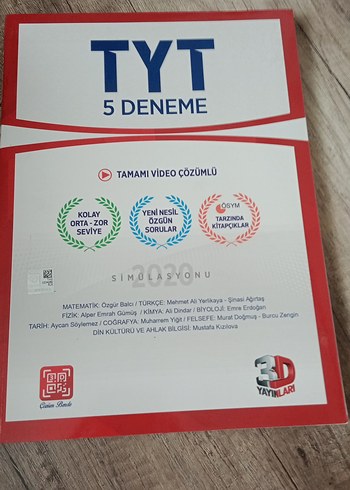 TYT
5 DENEME
TAMAMI VİDEO ÇÖZÜMLÜ
KOLAY
ORTA - ZOR
SEVİYE
YENİ NESİL
ÖZGÜN
SORULAR
ÖSYM
TARZINDA
KİTAPÇIKLAR
2020
SİMÜLASYONU
MATEMATİK: Özgür Balcı / TÜRKÇE: Mehmet Ali Yerlikaya - Şinasi Ağırtaş
FİZİK: Alper Emrah Gümüş / KİMYA: Ali Dindar / BİYOLOJİ: Emre Erdoğan
TARİH: Aycan Söylemez / COĞRAFYA: Muharrem Yiğit / FELSEFE: Murat Doğmuş - Burcu Zengin
DİN KÜLTÜRÜ VE AHLAK BİLGİSİ: Mustafa Kızılova
3D
YAYINLARI